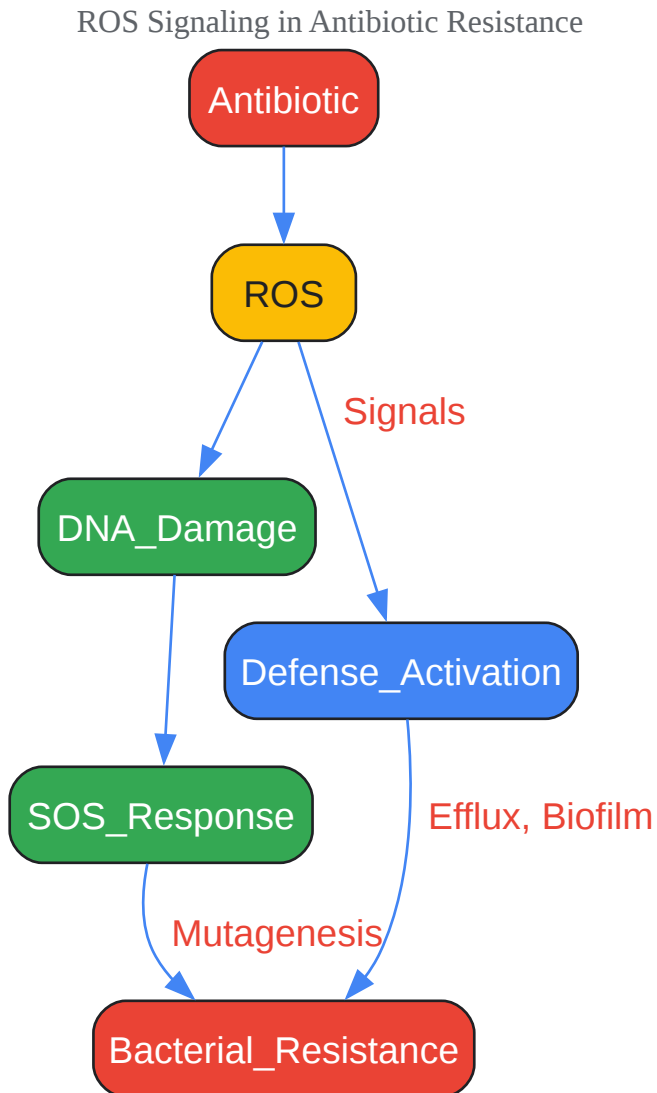 ROS Signaling in Antibiotic Resistance
Antibiotic
ROS
Signals
DNA_Damage
Defense_Activation
SOS_Response
Efflux, Biofilm
Mutagenesis
Bacterial_Resistance